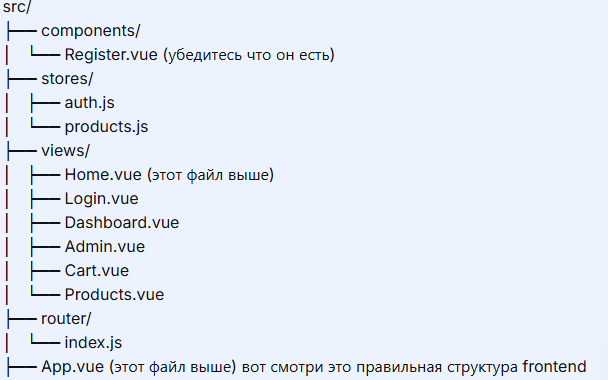 src/
├── components/
│   └── Register.vue (убедитесь что он есть)
├── stores/
│   ├── auth.js
│   └── products.js
├── views/
│   ├── Home.vue (этот файл выше)
│   ├── Login.vue
│   ├── Dashboard.vue
│   ├── Admin.vue
│   ├── Cart.vue
│   └── Products.vue
├── router/
│   └── index.js
├── App.vue (этот файл выше) вот смотри это правильная структура frontend